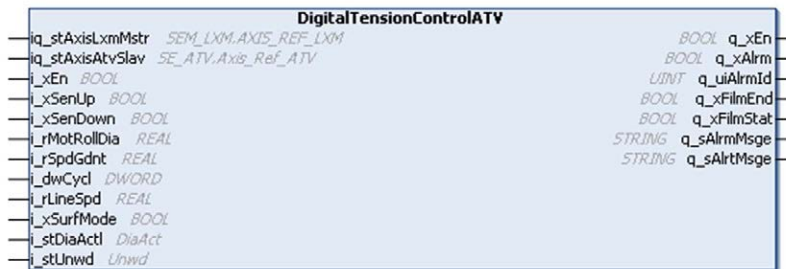 DigitalTensionControlATV
iq_stAxisLxmMstr SEM_LXM.AXIS_REF_LXM BOOL q_xEn
iq_stAxisAtvSlav SE_ATV.Axis_Ref_ATV BOOL q_xAlrm
i_xEn BOOL UINT q_uiAlrmId
i_xSenUp BOOL BOOL q_xFilmEnd
i_xSenDown BOOL BOOL q_xFilmStat
i_rMotRollDia REAL STRING q_sAlrmMsge
i_rSpdGdnt REAL STRING q_sAlrtMsge
i_dwCycl DWORD
i_rLineSpd REAL
i_xSurfMode BOOL
i_stDiaActl DiaAct
i_stUnwd Unwd